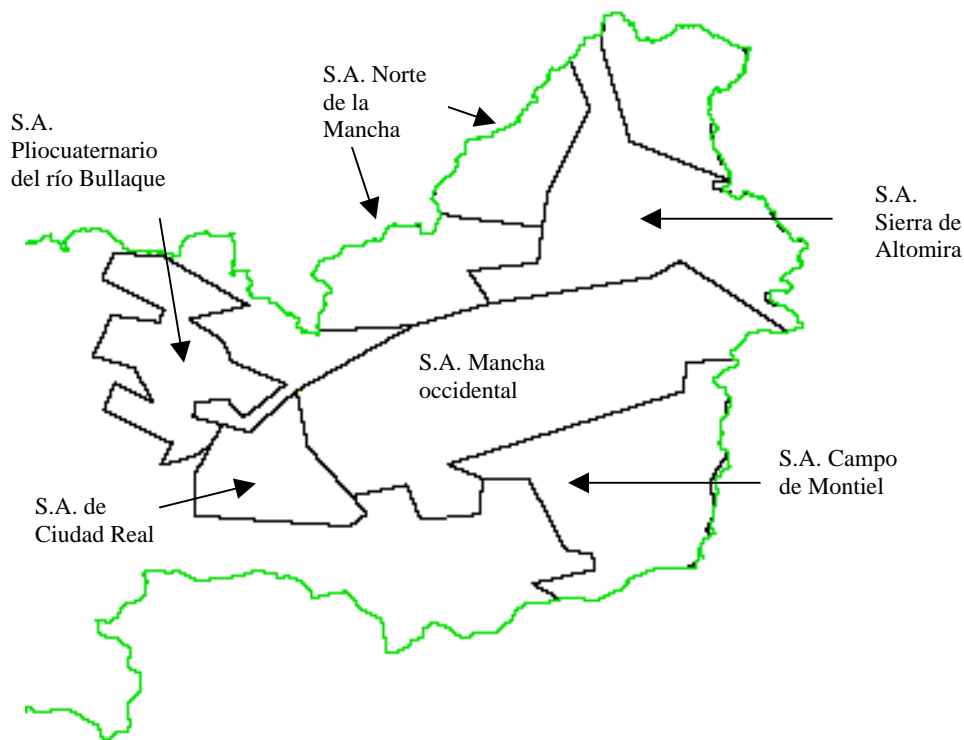 S.A. Norte
de la
Mancha
S.A.
Pliocuaternario
del río Bullaque
S.A.
Sierra de
Altomira
S.A. Mancha
occidental
S.A. Campo
de Montiel
S.A. de
Ciudad Real